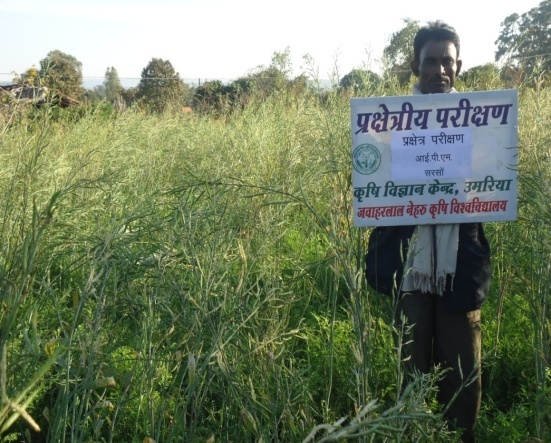 प्रक्षेत्रीय परीक्षण
प्रक्षेत्र परीक्षण
आई.पी.एम.
सरसों
कृषि विज्ञान केन्द्र, उमरिया
जवाहरलाल नेहरू कृषि विश्वविद्यालय